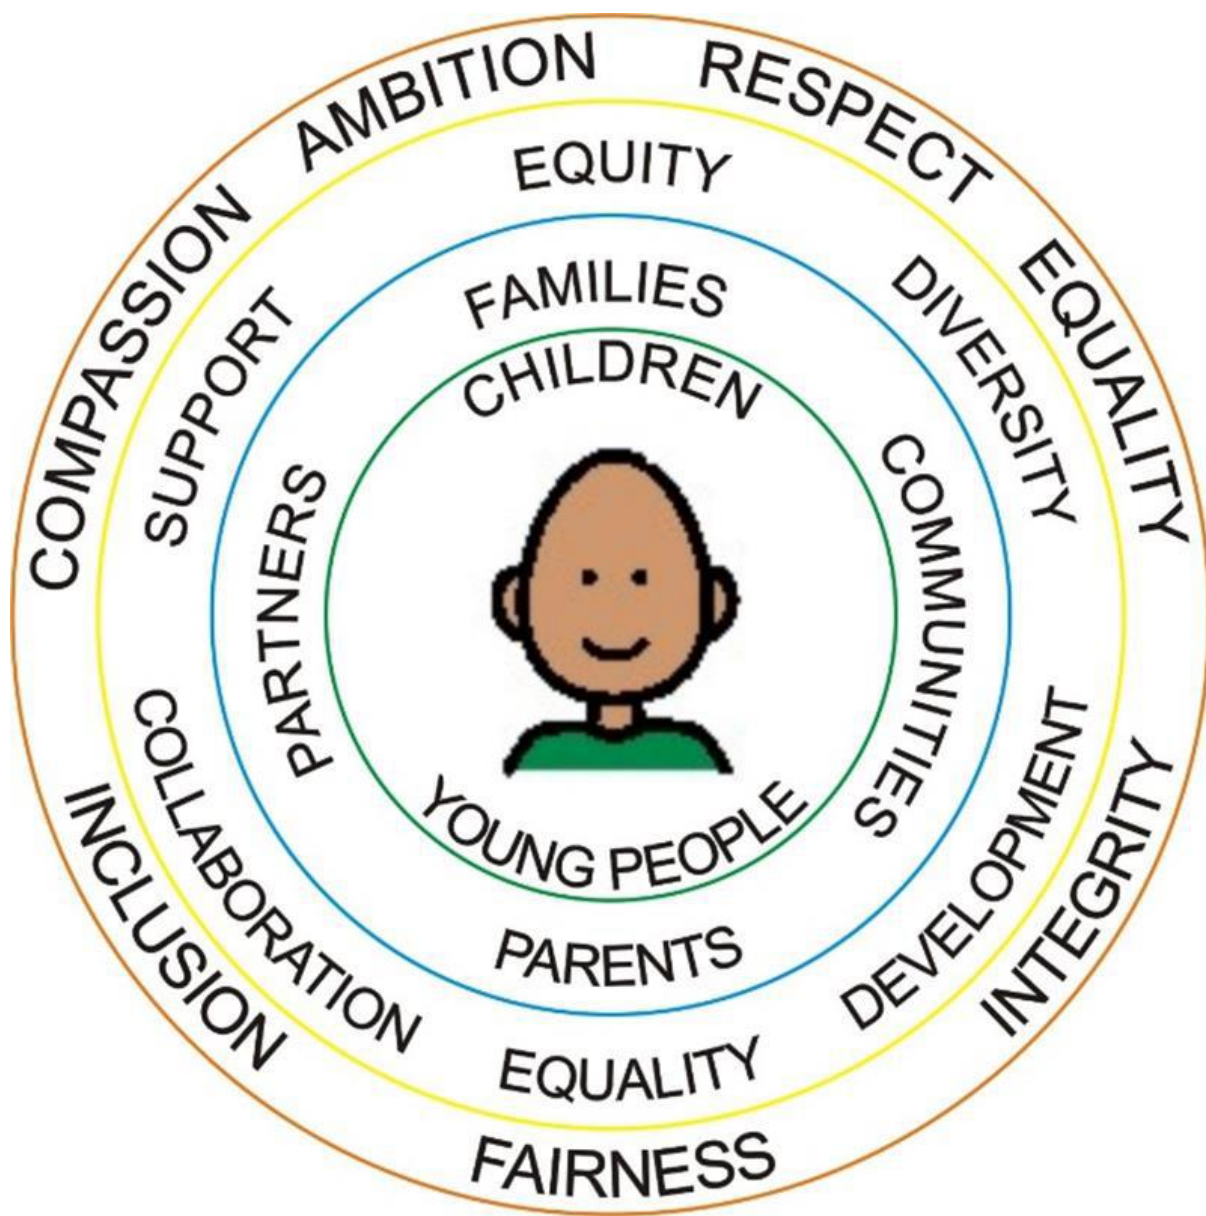 COMPASSION
AMBITION
RESPECT
EQUALITY
INTEGRITY
FAIRNESS
INCLUSION
SUPPORT
EQUITY
DIVERSITY
DEVELOPMENT
EQUALITY
COLLABORATION
PARTNERS
FAMILIES
COMMUNITIES
PARENTS
CHILDREN
YOUNG PEOPLE